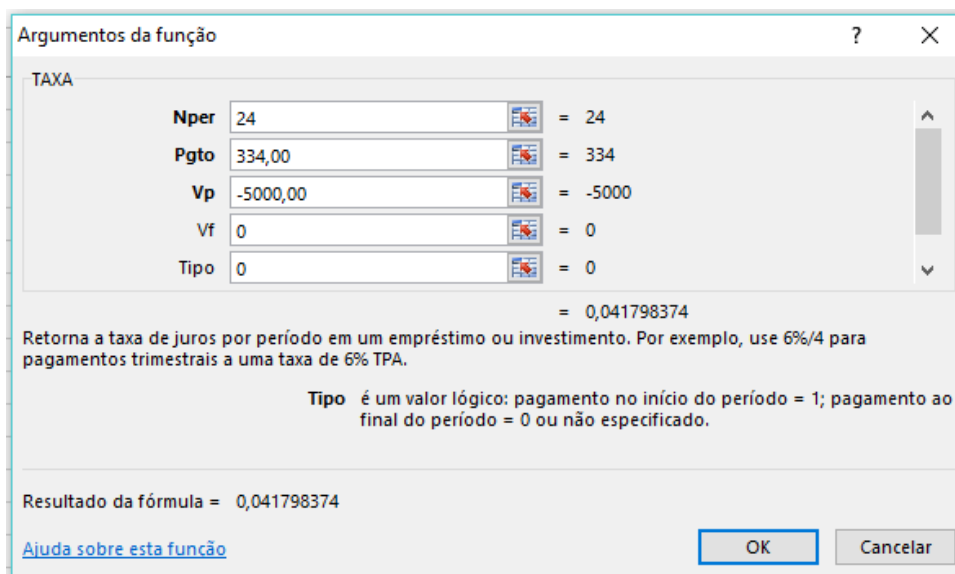 Argumentos da função ? ×
TAXA
Nper 24 = 24
Pgto 334,00 = 334
Vp -5000,00 = -5000
Vf 0 = 0
Tipo 0 = 0
= 0,041798374
Retorna a taxa de juros por período em um empréstimo ou investimento. Por exemplo, use 6%/4 para
pagamentos trimestrais a uma taxa de 6% TPA.
Tipo é um valor lógico: pagamento no início do período = 1; pagamento ao
final do período = 0 ou não especificado.
Resultado da fórmula = 0,041798374
Ajuda sobre esta função OK Cancelar